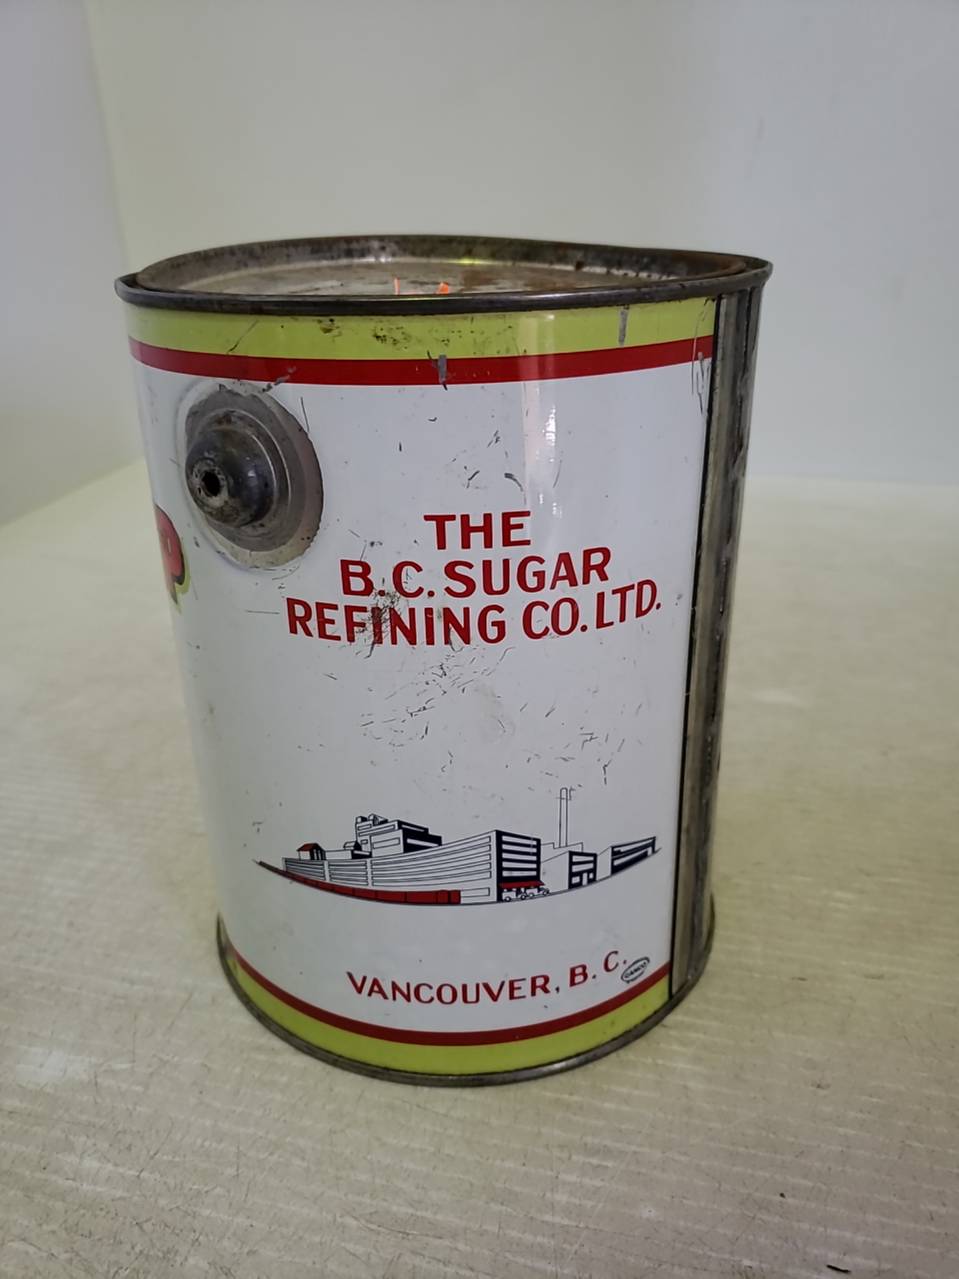 THE
B.C. SUGAR
REFINING CO. LTD.
VANCOUVER, B. C.